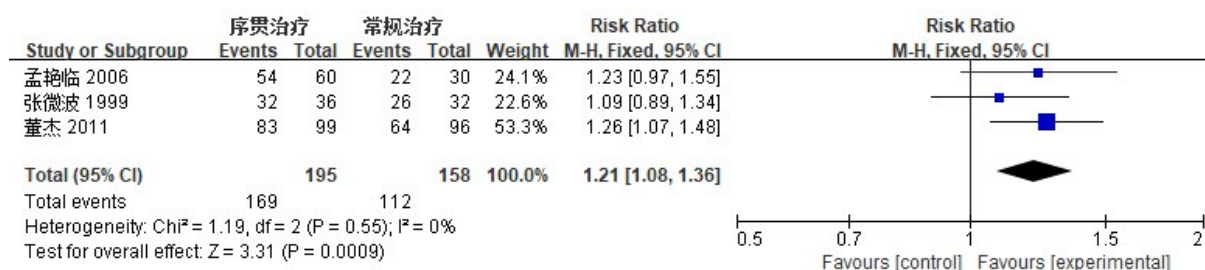 序贯治疗 常规治疗 Risk Ratio Risk Ratio
Study or Subgroup Events Total Events Total Weight M-H, Fixed, 95% CI M-H, Fixed, 95% CI
孟艳临 2006 54 60 22 30 24.1% 1.23 [0.97, 1.55]
张微波 1999 32 36 26 32 22.6% 1.09 [0.89, 1.34]
董杰 2011 83 99 64 96 53.3% 1.26 [1.07, 1.48]
Total (95% CI) 195 158 100.0% 1.21 [1.08, 1.36]
Total events 169 112
Heterogeneity: Chi² = 1.19, df = 2 (P = 0.55); I² = 0%
Test for overall effect: Z = 3.31 (P = 0.0009)
0.5 0.7 1 1.5 2
Favours [control] Favours [experimental]